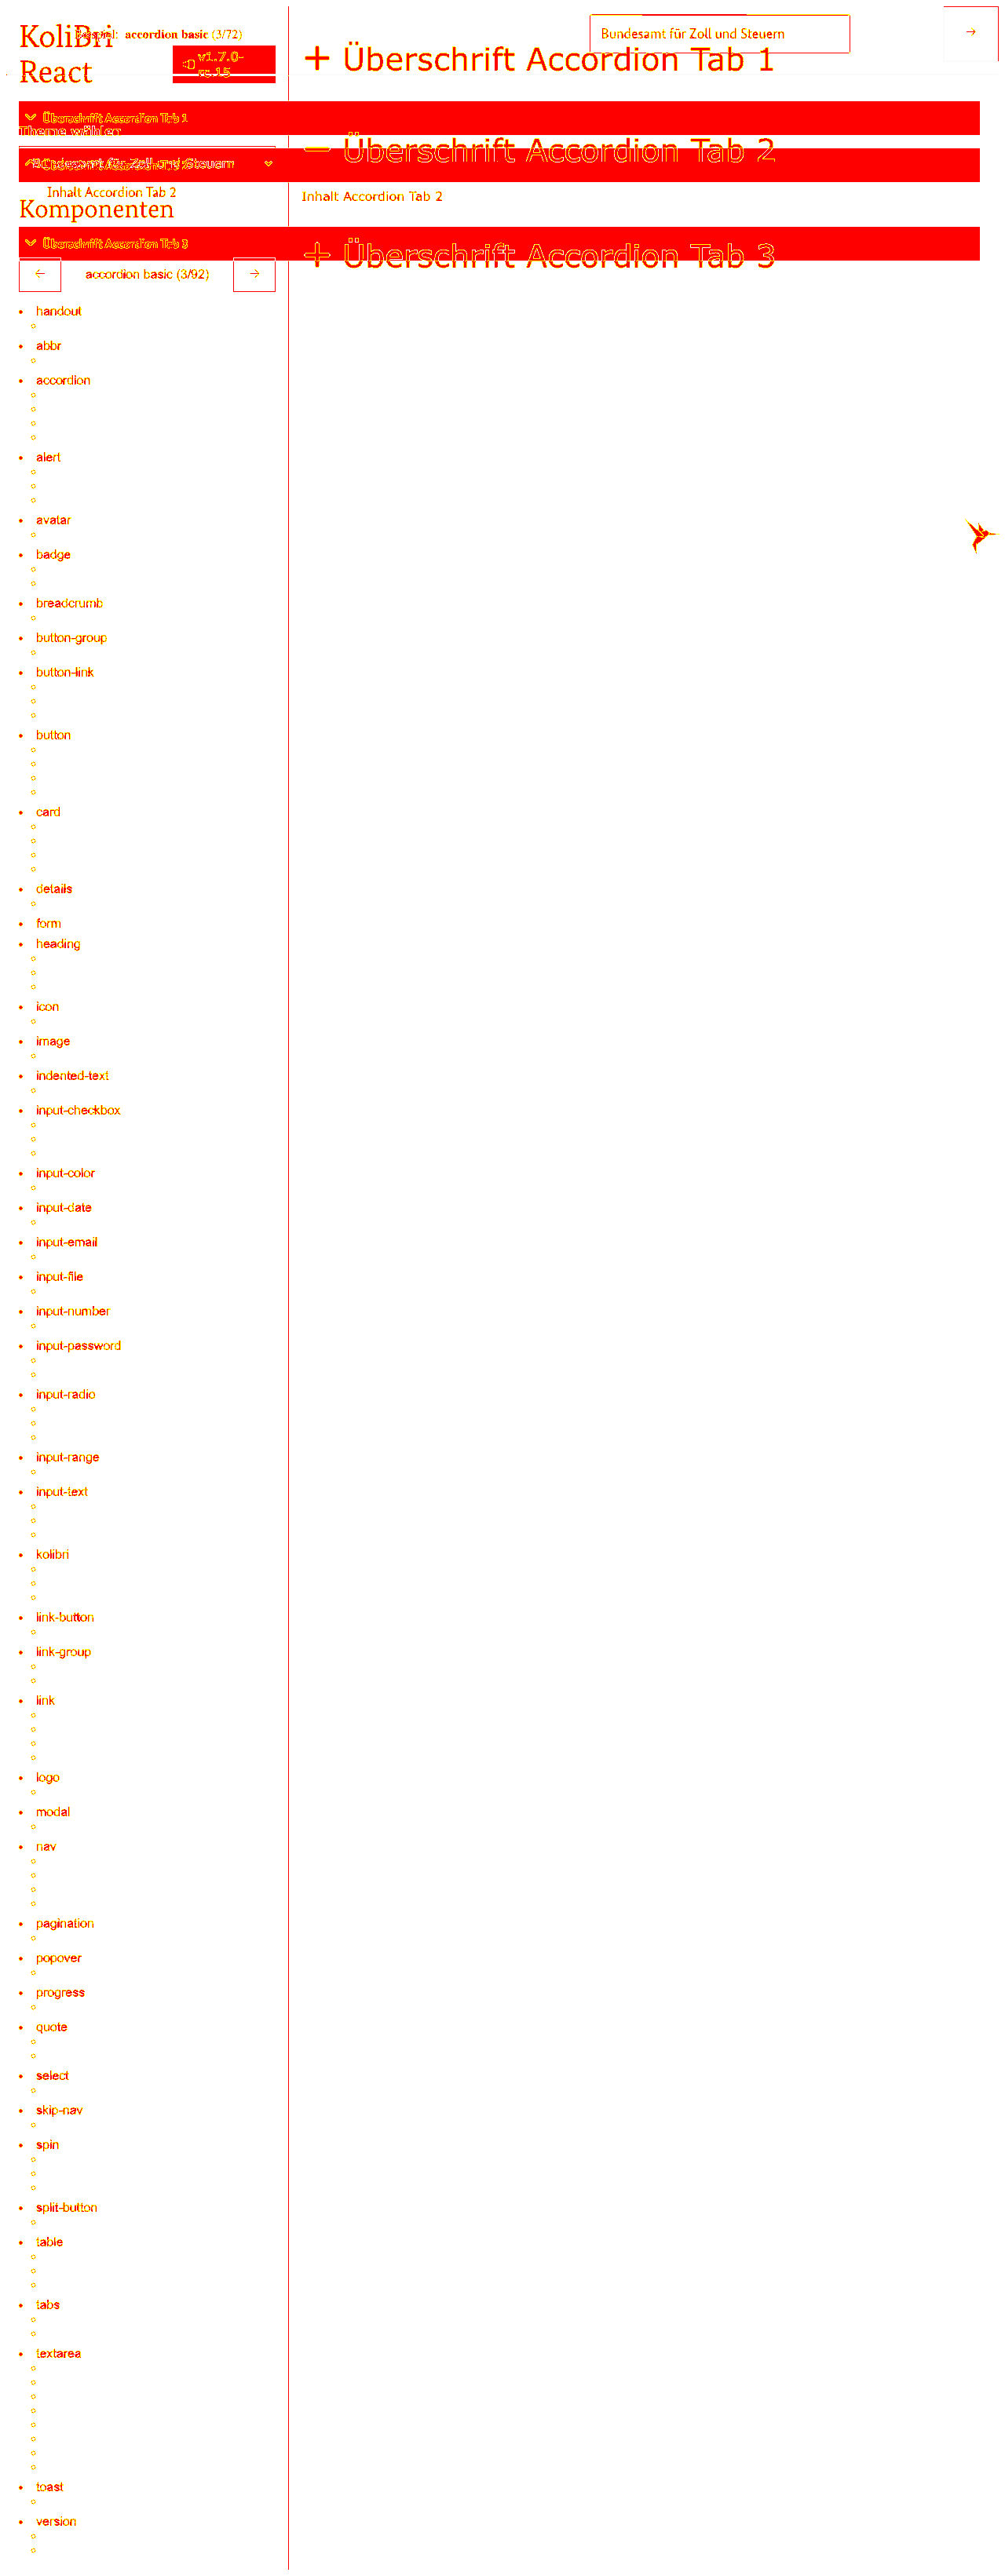 KoliBri
React
Beispiel: accordion basic (3/72)
v1.7.0-
rc.15
Bundesamt für Zoll und Steuern
→
+ Überschrift Accordion Tab 1
Überschrift Accordion Tab 1
Theme wählen
− Überschrift Accordion Tab 2
Bundesamt für Zoll und Steuern
Inhalt Accordion Tab 2
Inhalt Accordion Tab 2
Komponenten
Überschrift Accordion Tab 3
+ Überschrift Accordion Tab 3
← accordion basic (3/92) →
handout
abbr
accordion
alert
avatar
badge
breadcrumb
button-group
button-link
button
card
details
form
heading
icon
image
indented-text
input-checkbox
input-color
input-date
input-email
input-file
input-number
input-password
input-radio
input-range
input-text
kolibri
link-button
link-group
link
logo
modal
nav
pagination
popover
progress
quote
select
skip-nav
spin
split-button
table
tabs
textarea
toast
version